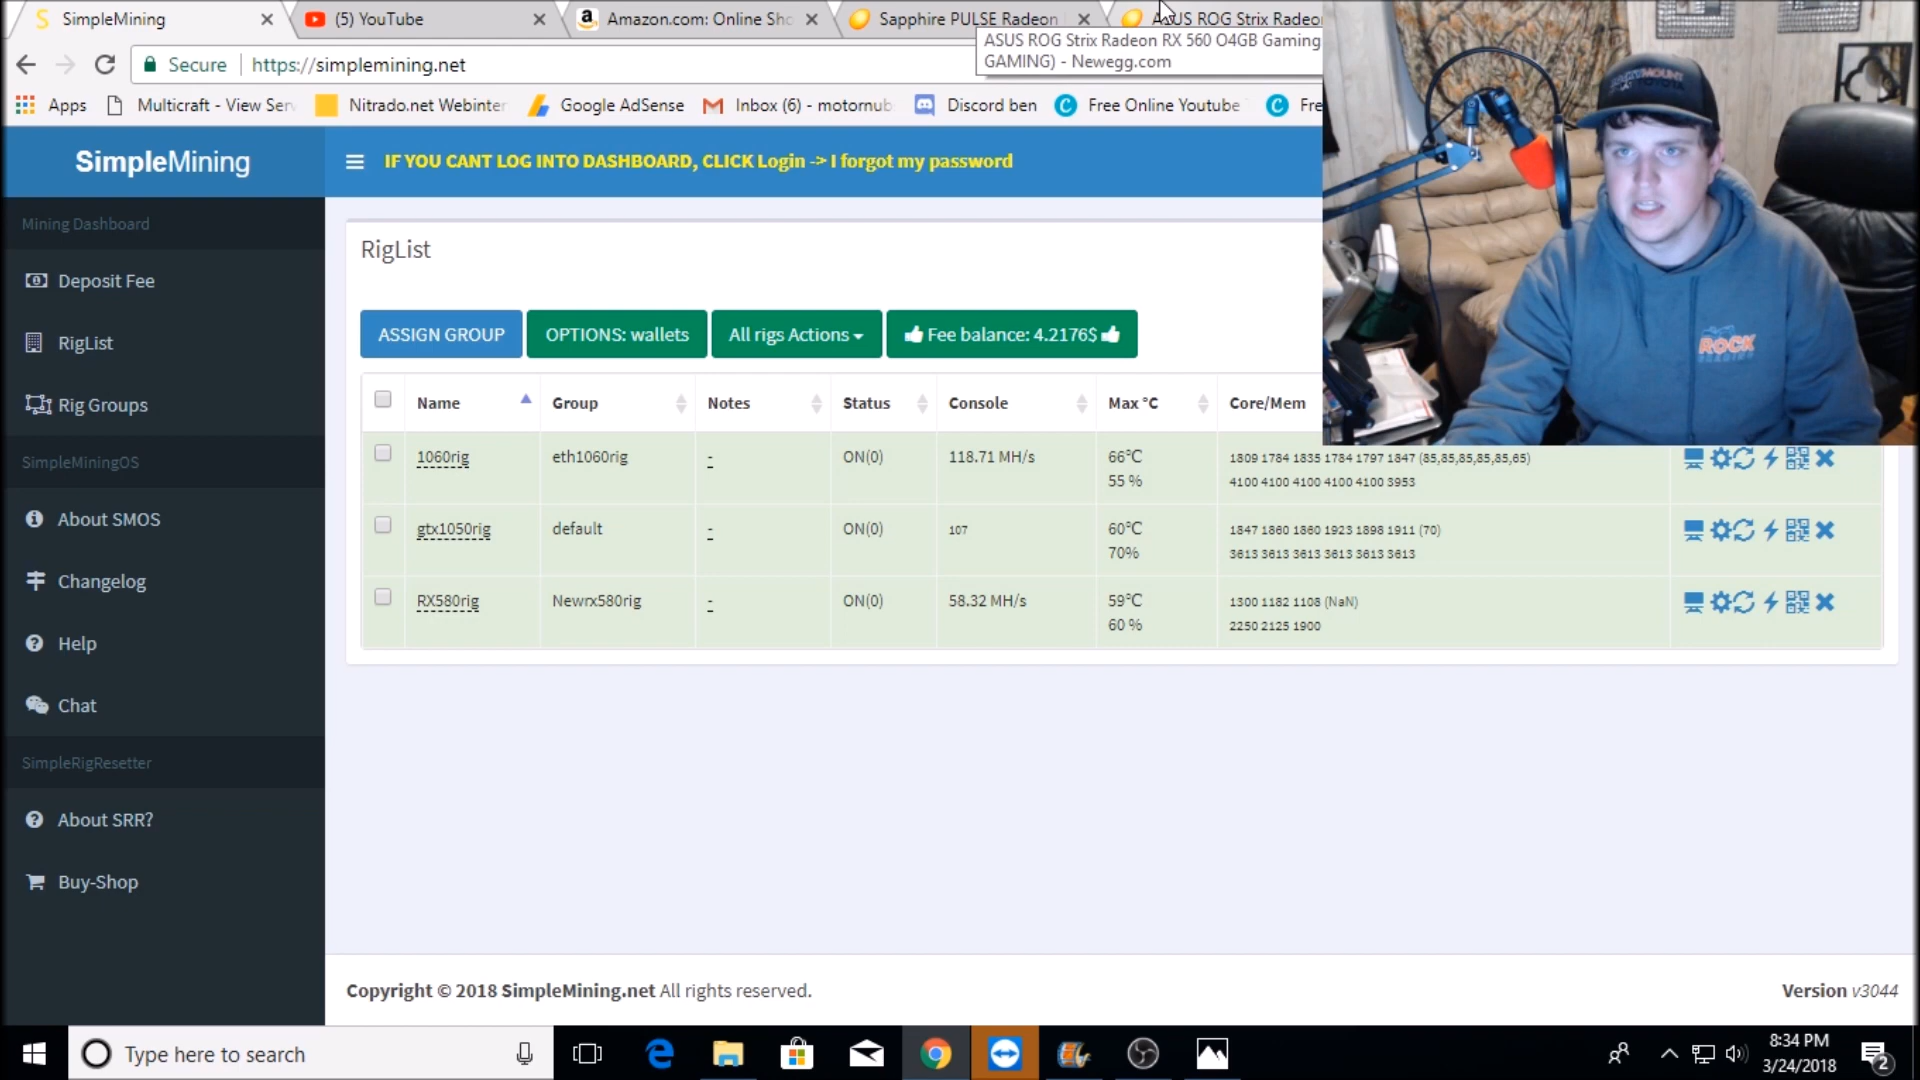 SimpleMining
(5) YouTube
Amazon.com: Online Sho
Sapphire PULSE Radeon
ASUS ROG Strix Radeo
ASUS ROG Strix Radeon RX 560 O4GB Gaming
GAMING) - Newegg.com
Secure
https://simplemining.net
Apps
Multicraft - View Serv
Nitrado.net Webinter
Google AdSense
Inbox (6) - motornub
Discord ben
Free Online Youtube
Fre
SimpleMining
IF YOU CANT LOG INTO DASHBOARD, CLICK Login -> I forgot my password
Mining Dashboard
Deposit Fee
RigList
Rig Groups
SimpleMiningOS
About SMOS
Changelog
Help
Chat
SimpleRigResetter
About SRR?
Buy-Shop
RigList
ASSIGN GROUP
OPTIONS: wallets
All rigs Actions
Fee balance: 4.2176$
Name Group Notes Status Console Max °C Core/Mem
1060rig eth1060rig - ON(0) 118.71 MH/s 66°C 1809 1784 1835 1784 1797 1847 (85,85,85,85,85,65)
55 % 4100 4100 4100 4100 4100 3953
gtx1050rig default - ON(0) 107 60°C 1847 1860 1860 1923 1898 1911 (70)
70% 3613 3613 3613 3613 3613 3613
RX580rig Newrx580rig - ON(0) 58.32 MH/s 59°C 1300 1182 1108 (NaN)
60 % 2250 2125 1900
Copyright © 2018 SimpleMining.net All rights reserved.
Version v3044
ROCK
Type here to search
8:34 PM
3/24/2018
2